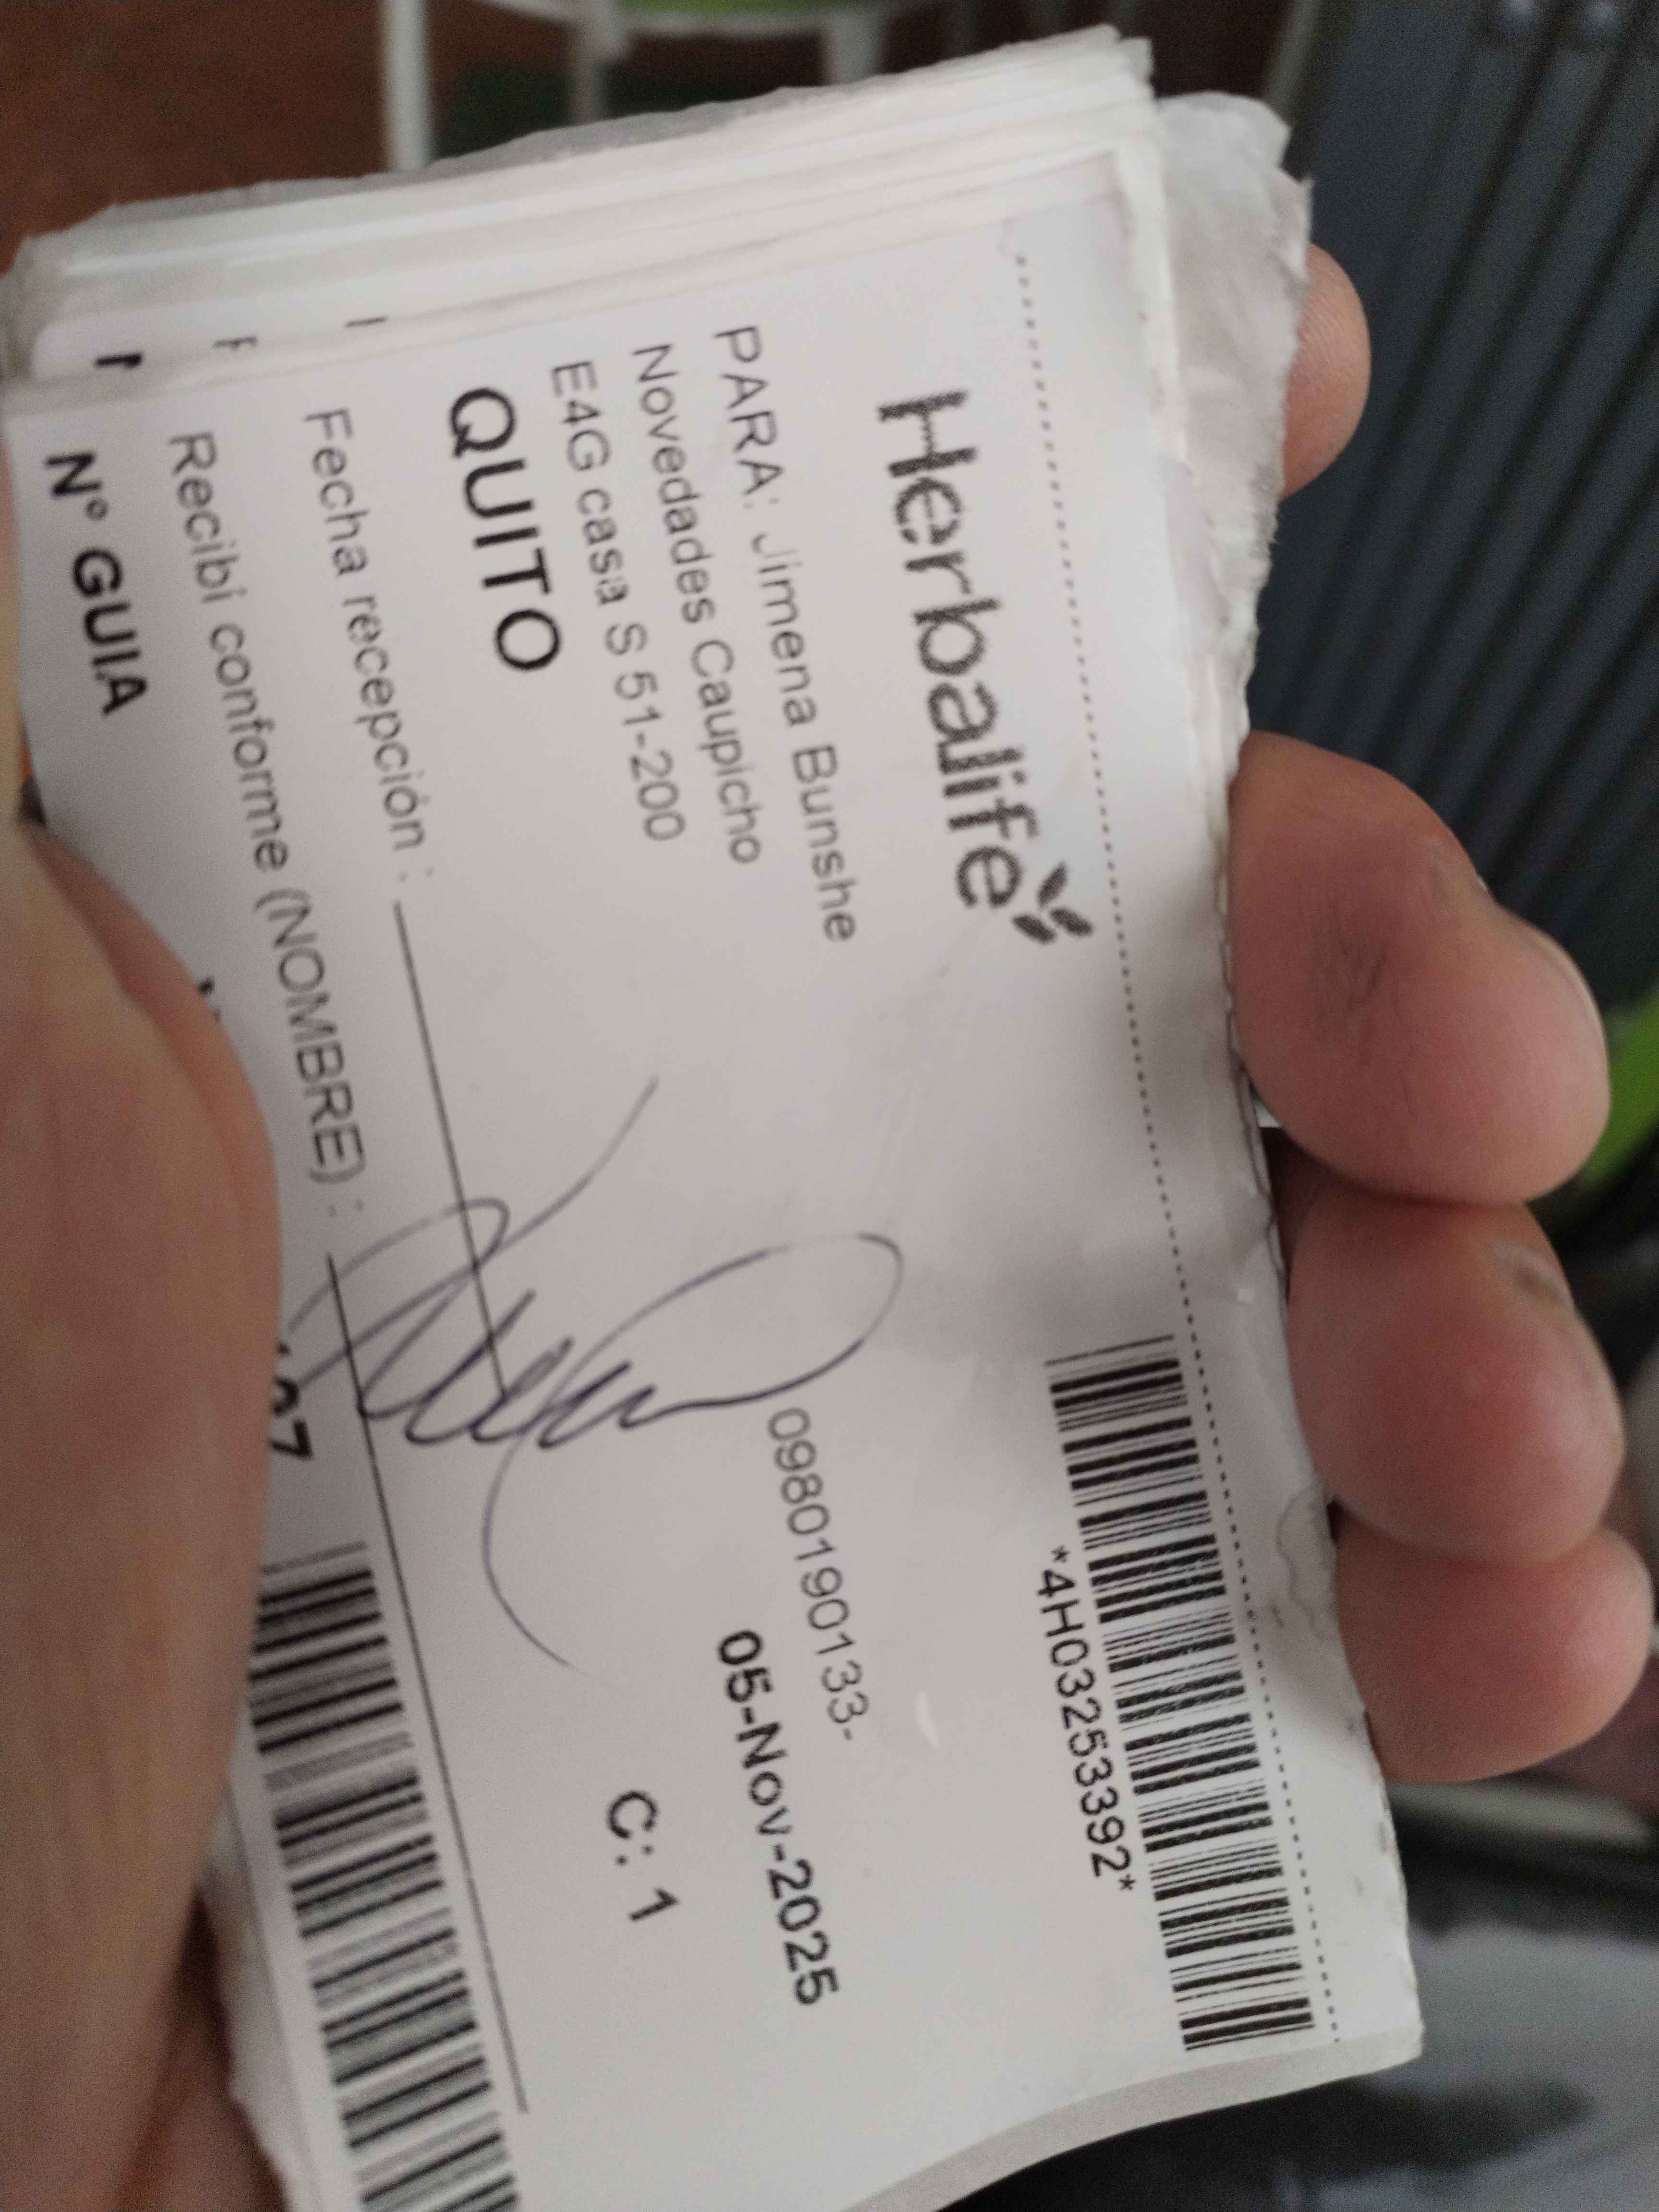 Herbalife
*4H03253392*
PARA: Jimena Bunshe
0980190133-
Novedades Caupicho
05-Nov-2025
E4G casa S 51-200
C: 1
QUITO
Fecha recepción :
Recibi conforme (NOMBRE) :
N° GUIA